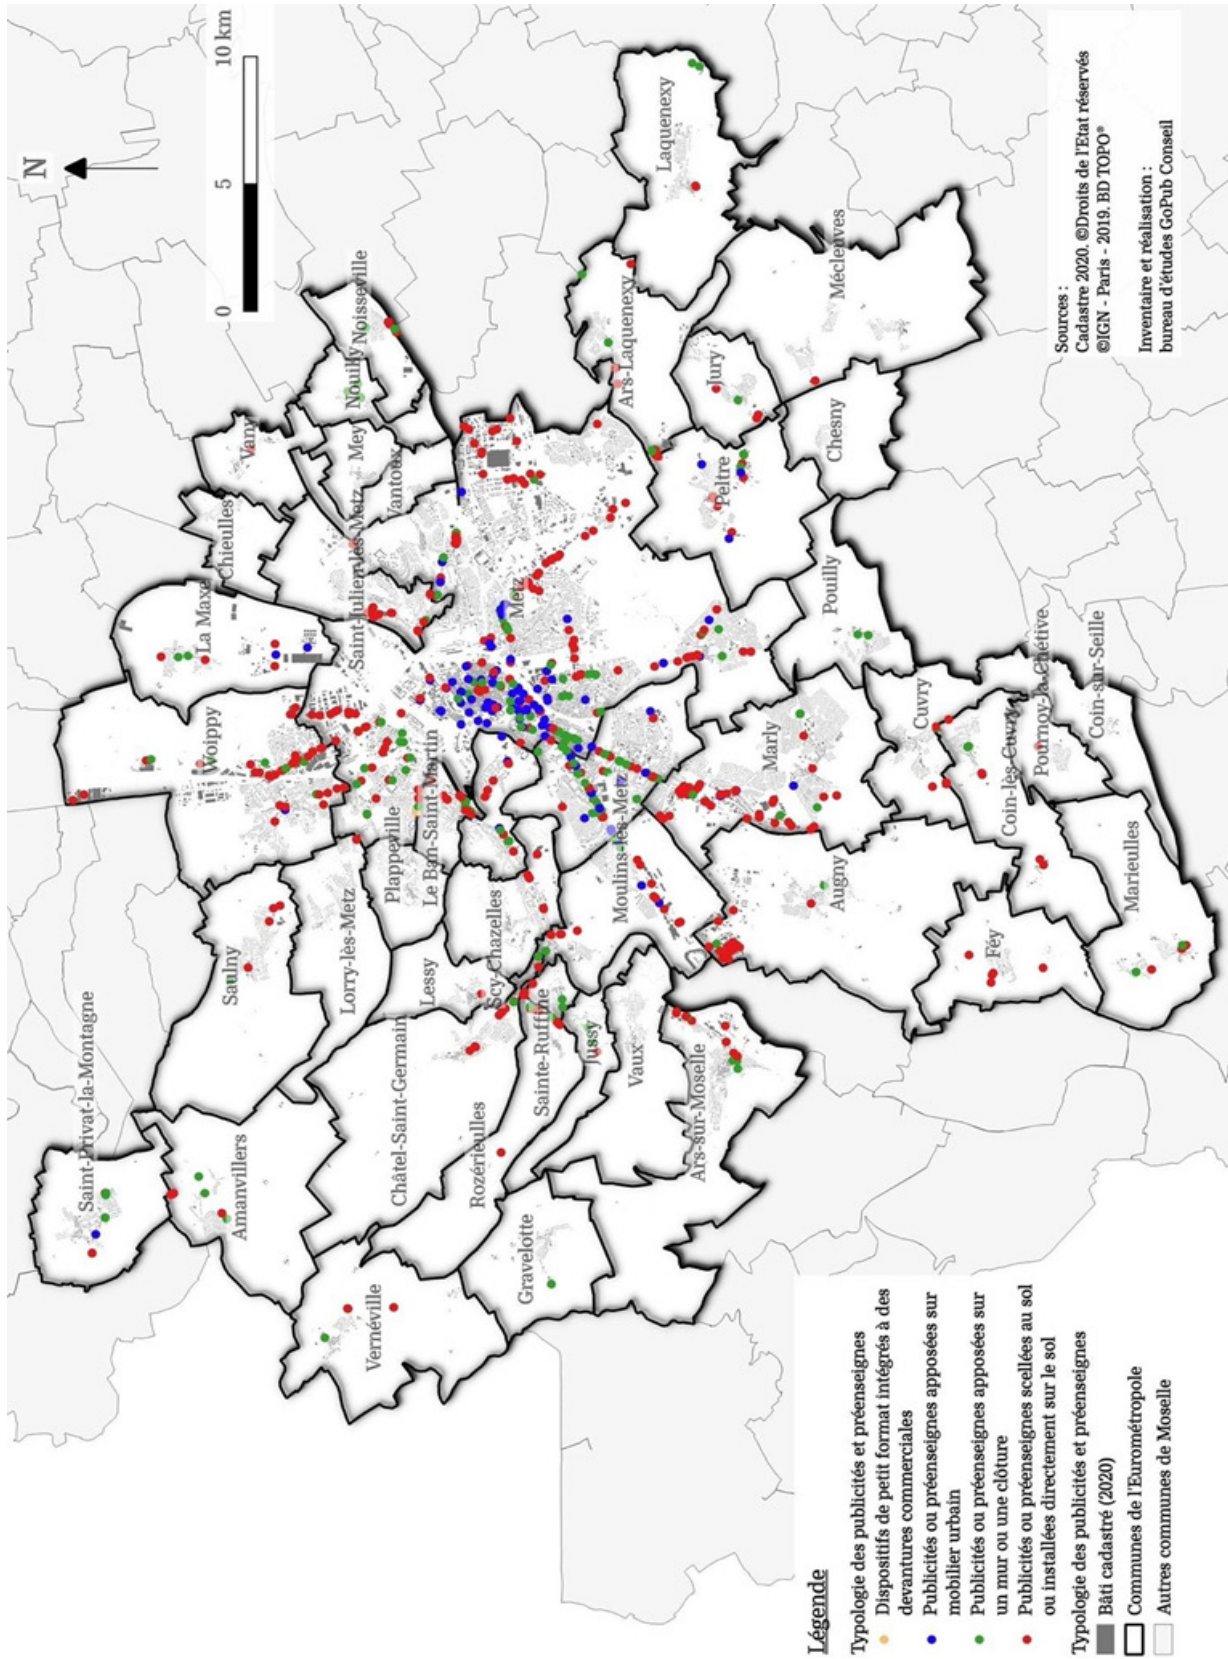 N
0
5
10 km
Saint-Privat-la-Montagne
Amanvillers
Vernéville
Gravelotte
Saulny
Lorry-lès-Metz
Plappeville
Le Ban-Saint-Martin
Lessy
Scy-Chazelles
Châtel-Saint-Germain
Rozérieulles
Sainte-Ruffine
Jussy
Vaux
Ars-sur-Moselle
Woippy
La Maxe
Chieulles
Vany
Saint-Julien-lès-Metz
Mey
Vantoux
Nouilly
Noisseville
Metz
Moulins-lès-Metz
Marly
Augny
Féy
Marieulles
Cuvry
Coin-lès-Cuvry
Pournoy-la-Chétive
Coin-sur-Seille
Pouilly
Peltre
Jury
Chesny
Mécleuves
Ars-Laquenexy
Laquenexy
Légende
Typologie des publicités et préenseignes
Dispositifs de petit format intégrés à des
devantures commerciales
Publicités ou préenseignes apposées sur
mobilier urbain
Publicités ou préenseignes apposées sur
un mur ou une clôture
Publicités ou préenseignes scellées au sol
ou installées directement sur le sol
Typologie des publicités et préenseignes
Bâti cadastré (2020)
Communes de l'Eurométropole
Autres communes de Moselle
Sources :
Cadastre 2020. ©Droits de l'Etat réservés
©IGN - Paris - 2019. BD TOPO®
Inventaire et réalisation :
bureau d'études GoPub Conseil